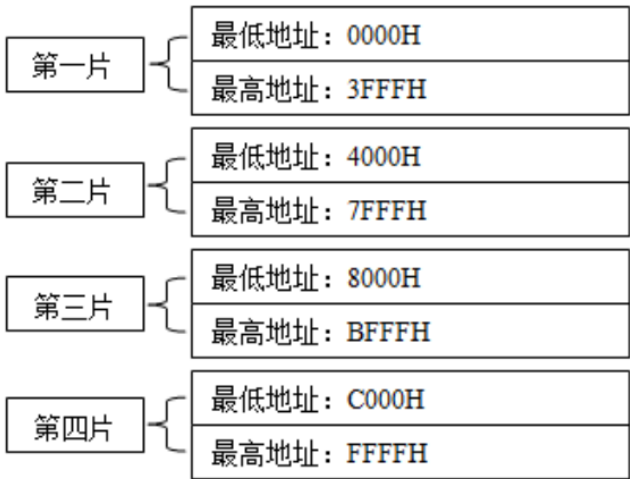 第一片
最低地址：0000H
最高地址：3FFFH
第二片
最低地址：4000H
最高地址：7FFFH
第三片
最低地址：8000H
最高地址：BFFFH
第四片
最低地址：C000H
最高地址：FFFFH